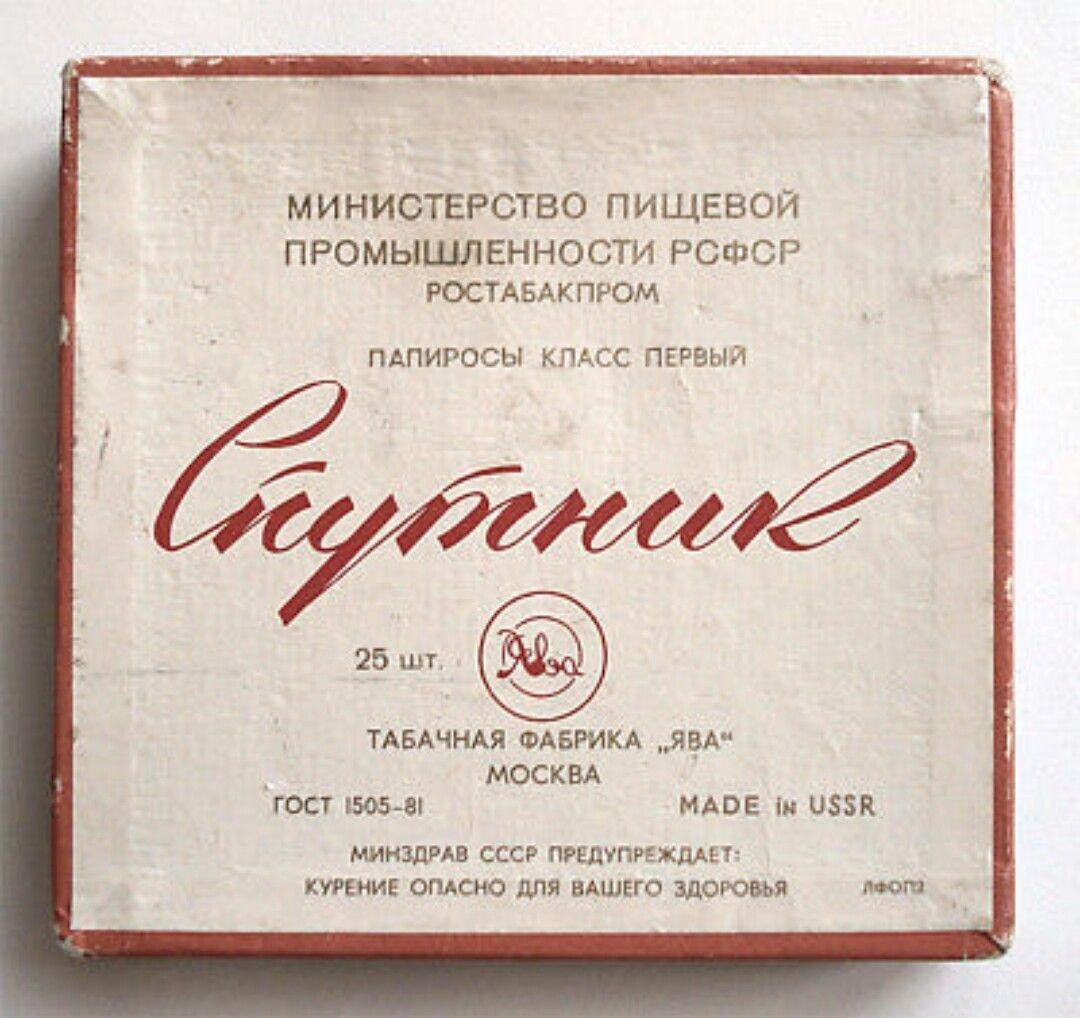 МИНИСТЕРСТВО ПИЩЕВОЙ
ПРОМЫШЛЕННОСТИ РСФСР
РОСТАБАКПРОМ
ПАПИРОСЫ КЛАСС ПЕРВЫЙ
Спутник
25 шт.
Ява
ТАБАЧНАЯ ФАБРИКА „ЯВА“
МОСКВА
ГОСТ 1505-81 MADE iN USSR
МИНЗДРАВ СССР ПРЕДУПРЕЖДАЕТ:
КУРЕНИЕ ОПАСНО ДЛЯ ВАШЕГО ЗДОРОВЬЯ